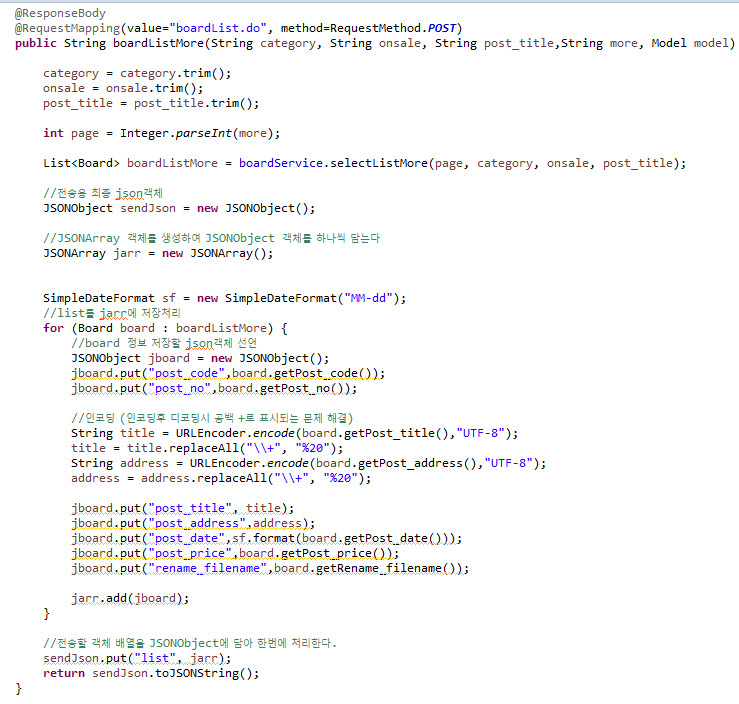 @ResponseBody
@RequestMapping(value="boardList.do", method=RequestMethod.POST)
public String boardListMore(String category, String onsale, String post_title,String more, Model model)
category = category.trim();
onsale = onsale.trim();
post_title = post_title.trim();
int page = Integer.parseInt(more);
List<Board> boardListMore = boardService.selectListMore(page, category, onsale, post_title);
//전송용 최종 json객체
JSONObject sendJson = new JSONObject();
//JSONArray 객체를 생성하여 JSONObject 객체를 하나씩 담는다
JSONArray jarr = new JSONArray();
SimpleDateFormat sf = new SimpleDateFormat("MM-dd");
//list를 jarr에 저장처리
for (Board board : boardListMore) {
//board 정보 저장할 json객체 선언
JSONObject jboard = new JSONObject();
jboard.put("post_code",board.getPost_code());
jboard.put("post_no",board.getPost_no());
//인코딩 (인코딩후 디코딩시 공백 +로 표시되는 문제 해결)
String title = URLEncoder.encode(board.getPost_title(),"UTF-8");
title = title.replaceAll("\\+", "%20");
String address = URLEncoder.encode(board.getPost_address(),"UTF-8");
address = address.replaceAll("\\+", "%20");
jboard.put("post_title", title);
jboard.put("post_address",address);
jboard.put("post_date",sf.format(board.getPost_date()));
jboard.put("post_price",board.getPost_price());
jboard.put("rename_filename",board.getRename_filename());
jarr.add(jboard);
}
//전송할 객체 배열을 JSONObject에 담아 한번에 처리한다.
sendJson.put("list", jarr);
return sendJson.toJSONString();
}